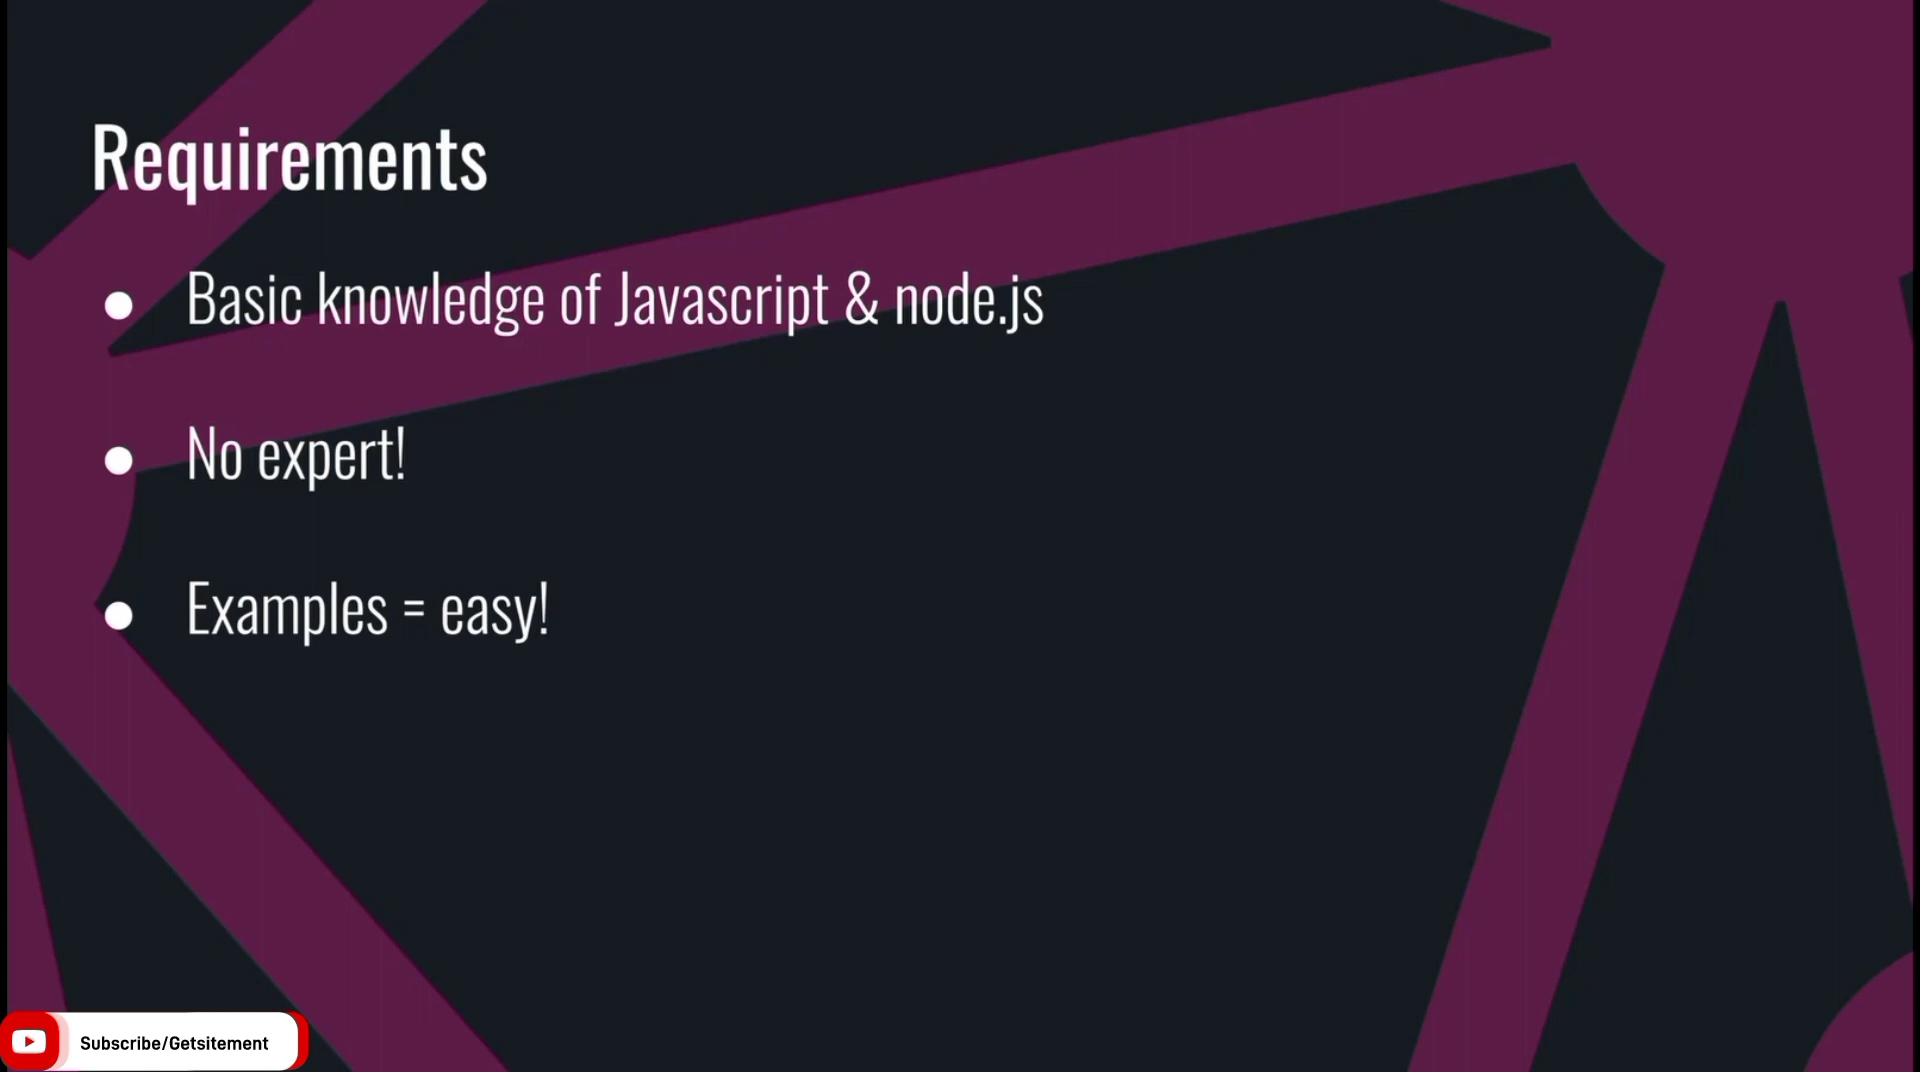 Requirements
● Basic knowledge of Javascript & node.js
● No expert!
● Examples = easy!
Subscribe/Getsitement